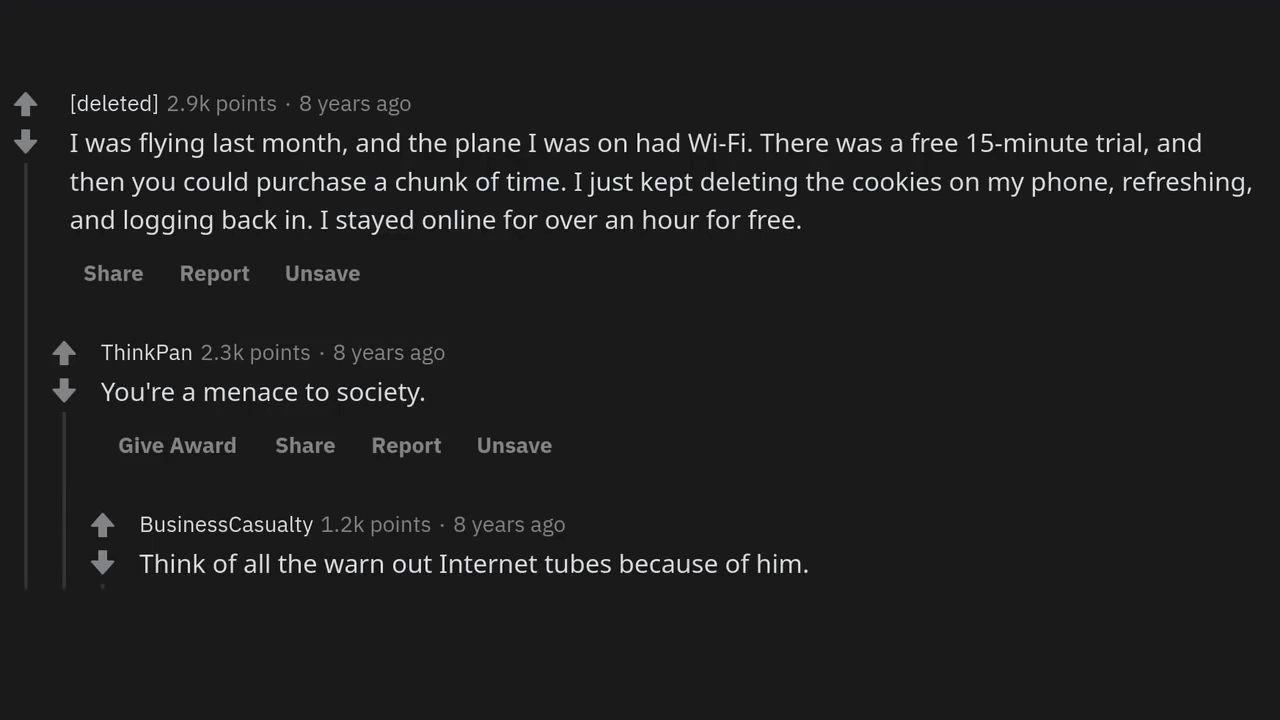 [deleted] 2.9k points · 8 years ago
I was flying last month, and the plane I was on had Wi-Fi. There was a free 15-minute trial, and
then you could purchase a chunk of time. I just kept deleting the cookies on my phone, refreshing,
and logging back in. I stayed online for over an hour for free.
Share Report Unsave
ThinkPan 2.3k points · 8 years ago
You're a menace to society.
Give Award Share Report Unsave
BusinessCasualty 1.2k points · 8 years ago
Think of all the warn out Internet tubes because of him.